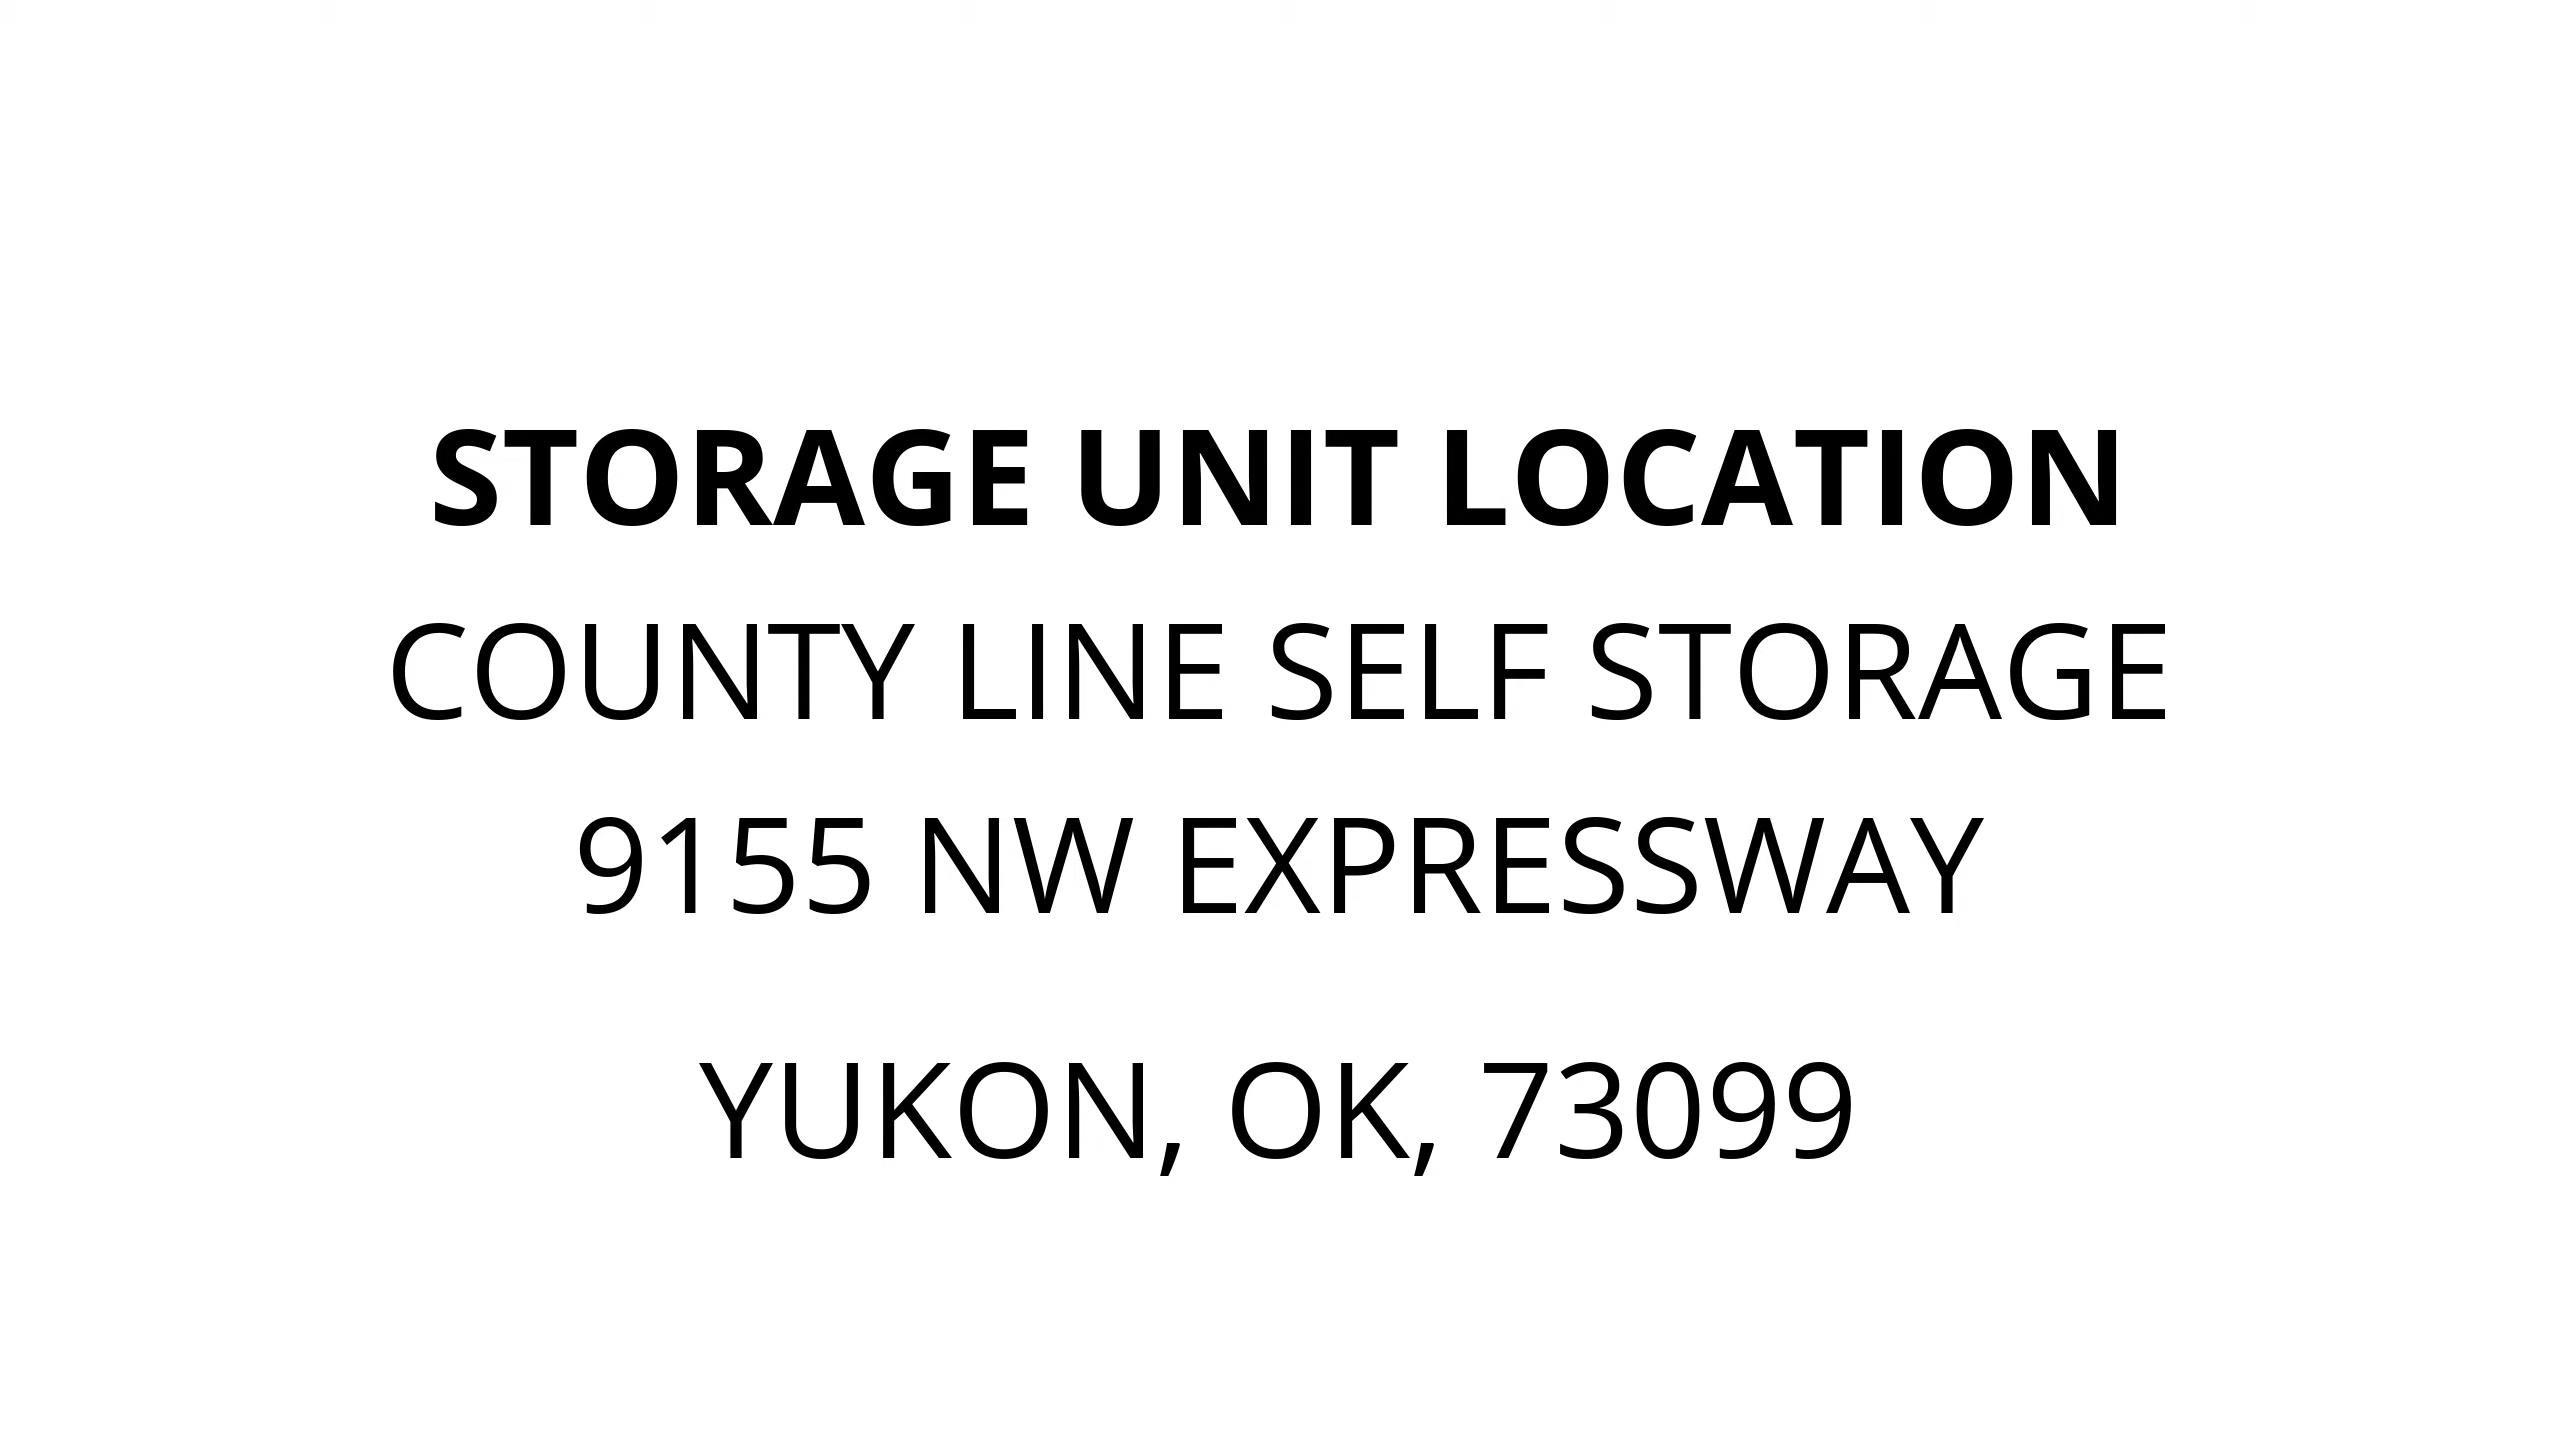 STORAGE UNIT LOCATION
COUNTY LINE SELF STORAGE
9155 NW EXPRESSWAY
YUKON, OK, 73099